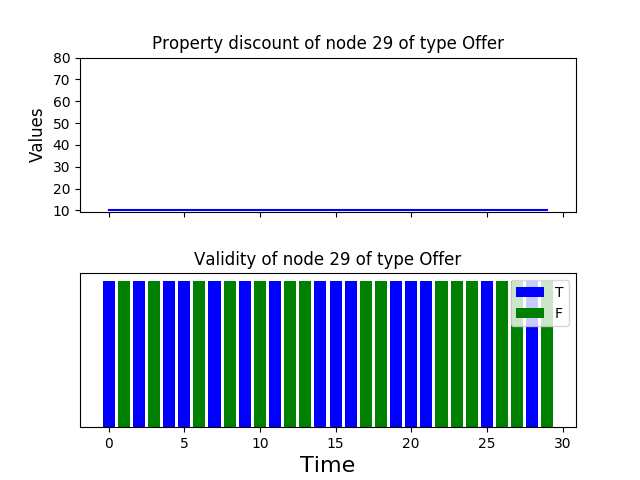 Property discount of node 29 of type Offer
80
70
60
50
40
30
20
10
Values
Validity of node 29 of type Offer
T
F
0 5 10 15 20 25 30
Time